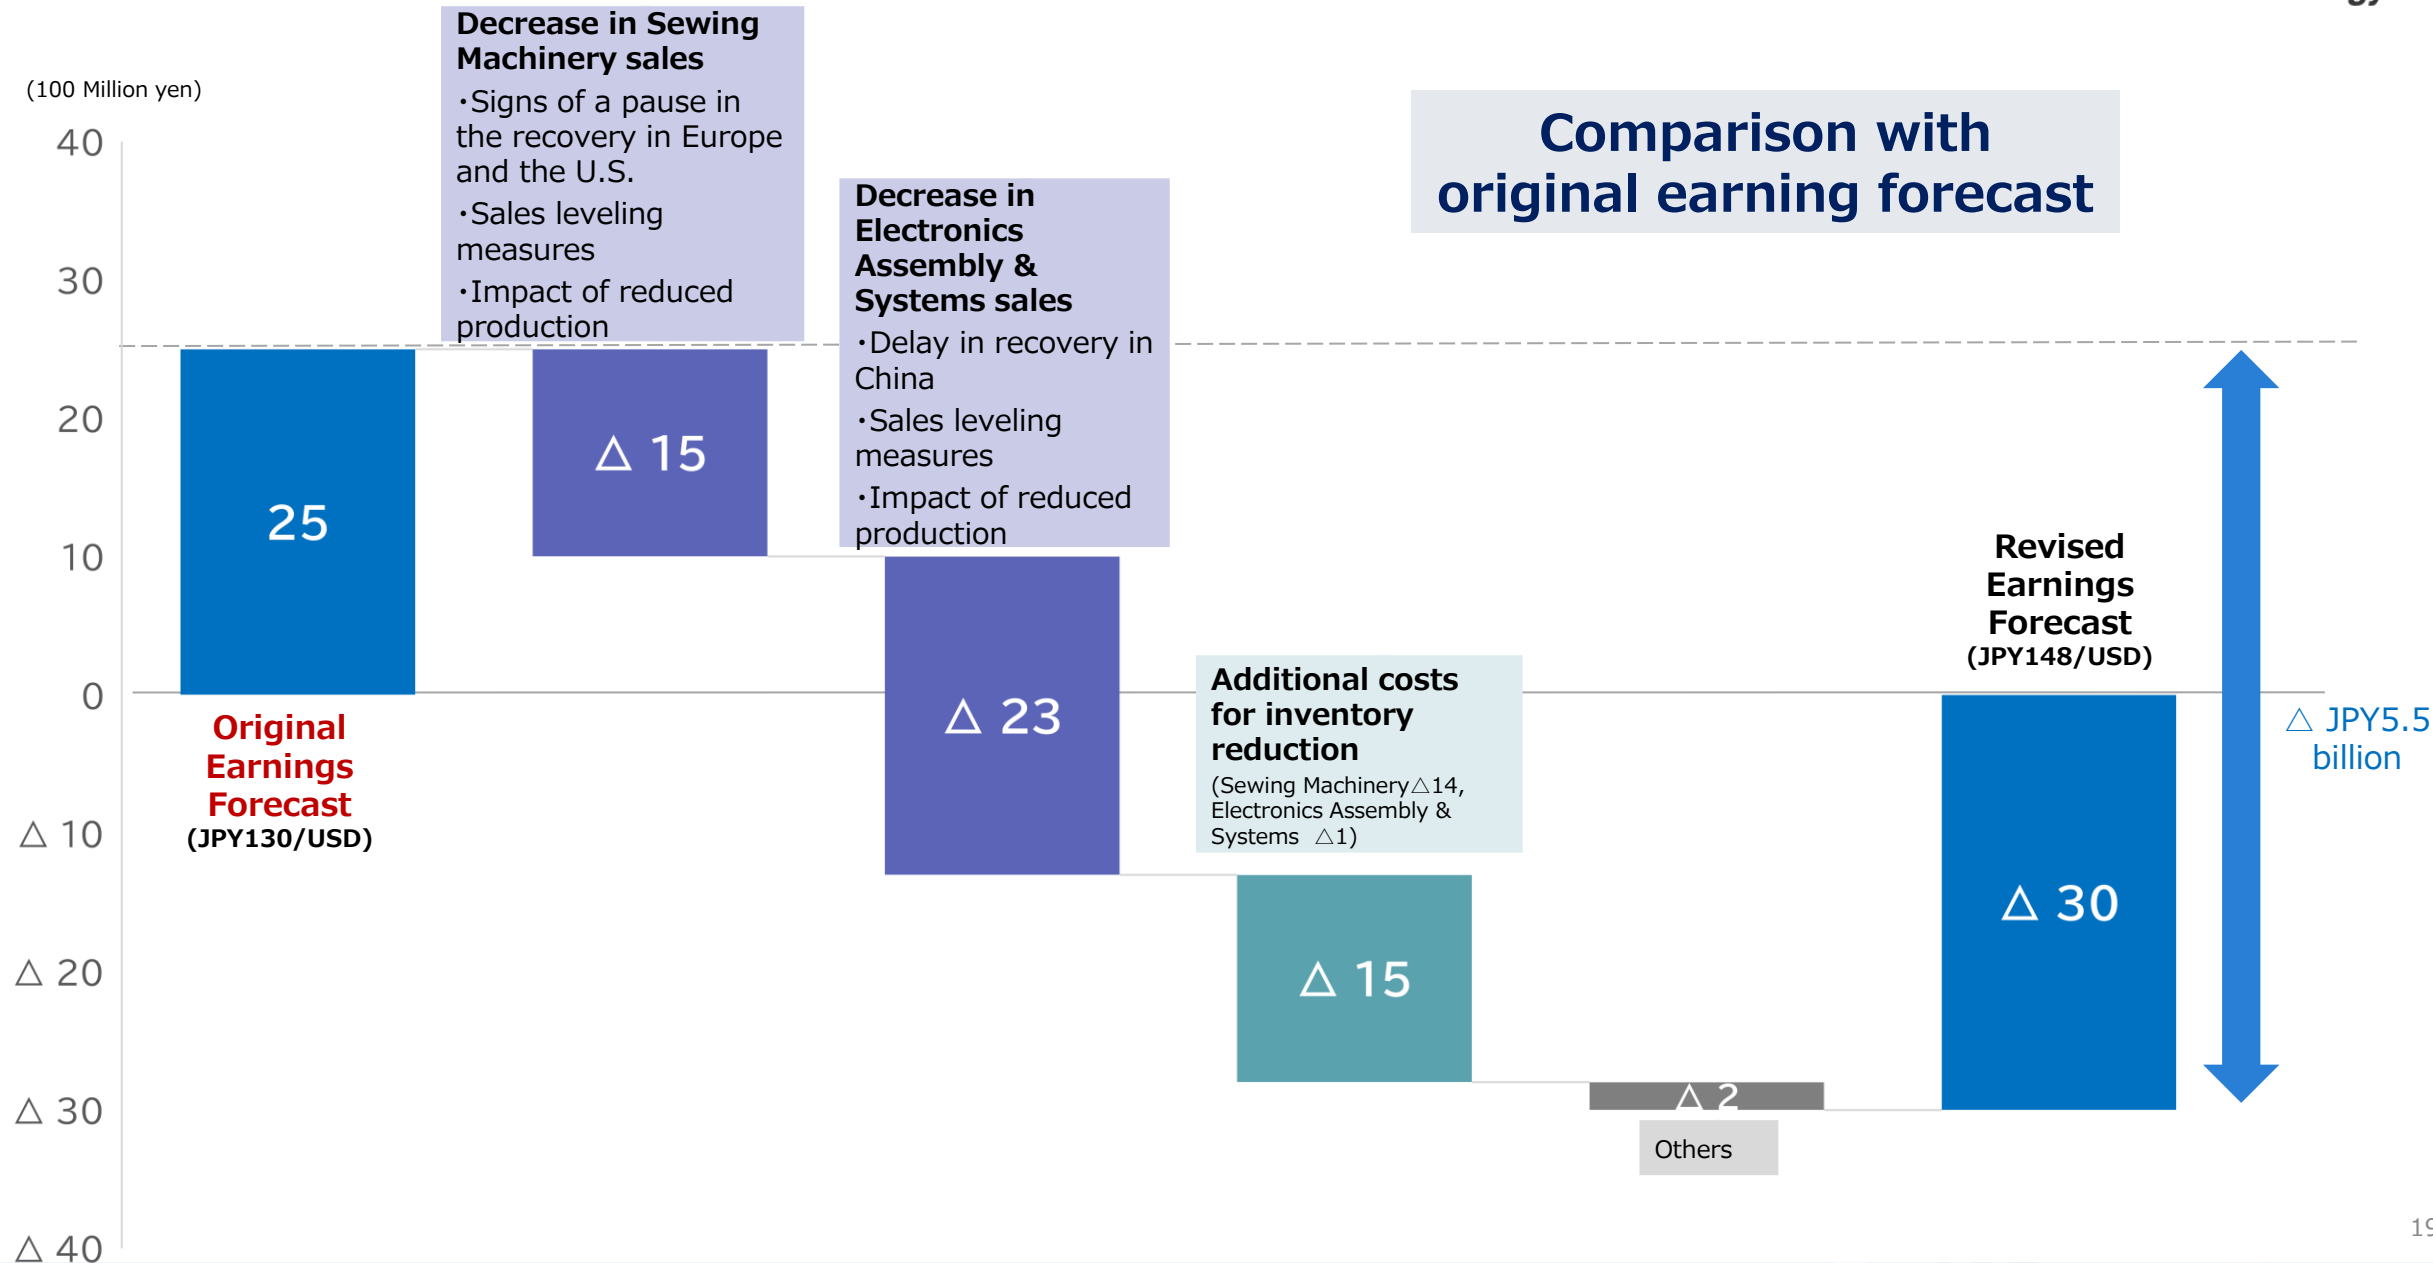 (100 Million yen)
40
30
20
10
0
△ 10
△ 20
△ 30
△ 40
Decrease in Sewing
Machinery sales
・Signs of a pause in
the recovery in Europe
and the U.S.
・Sales leveling
measures
・Impact of reduced
production
Decrease in
Electronics
Assembly &
Systems sales
・Delay in recovery in
China
・Sales leveling
measures
・Impact of reduced
production
Comparison with
original earning forecast
25
Original
Earnings
Forecast
(JPY130/USD)
△ 15
△ 23
Additional costs
for inventory
reduction
(Sewing Machinery△14,
Electronics Assembly &
Systems △1)
△ 15
△ 2
Others
Revised
Earnings
Forecast
(JPY148/USD)
△ 30
△ JPY5.5
billion